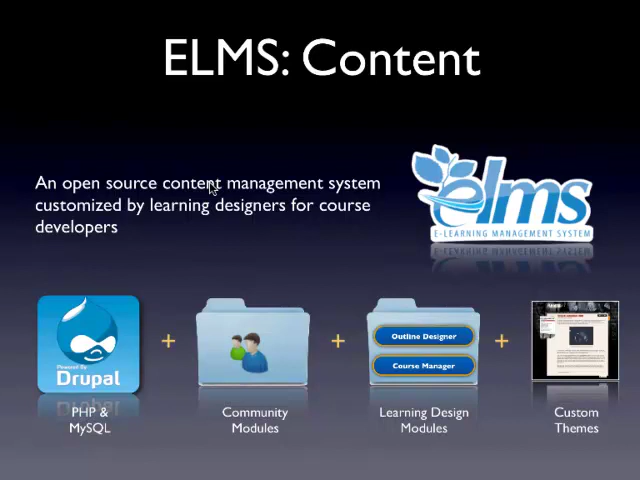 ELMS: Content
An open source content management system
customized by learning designers for course
developers
elms
E-LEARNING MANAGEMENT SYSTEM
Powered By
Drupal
+
+
Outline Designer
Course Manager
+
PHP &
MySQL
Community
Modules
Learning Design
Modules
Custom
Themes